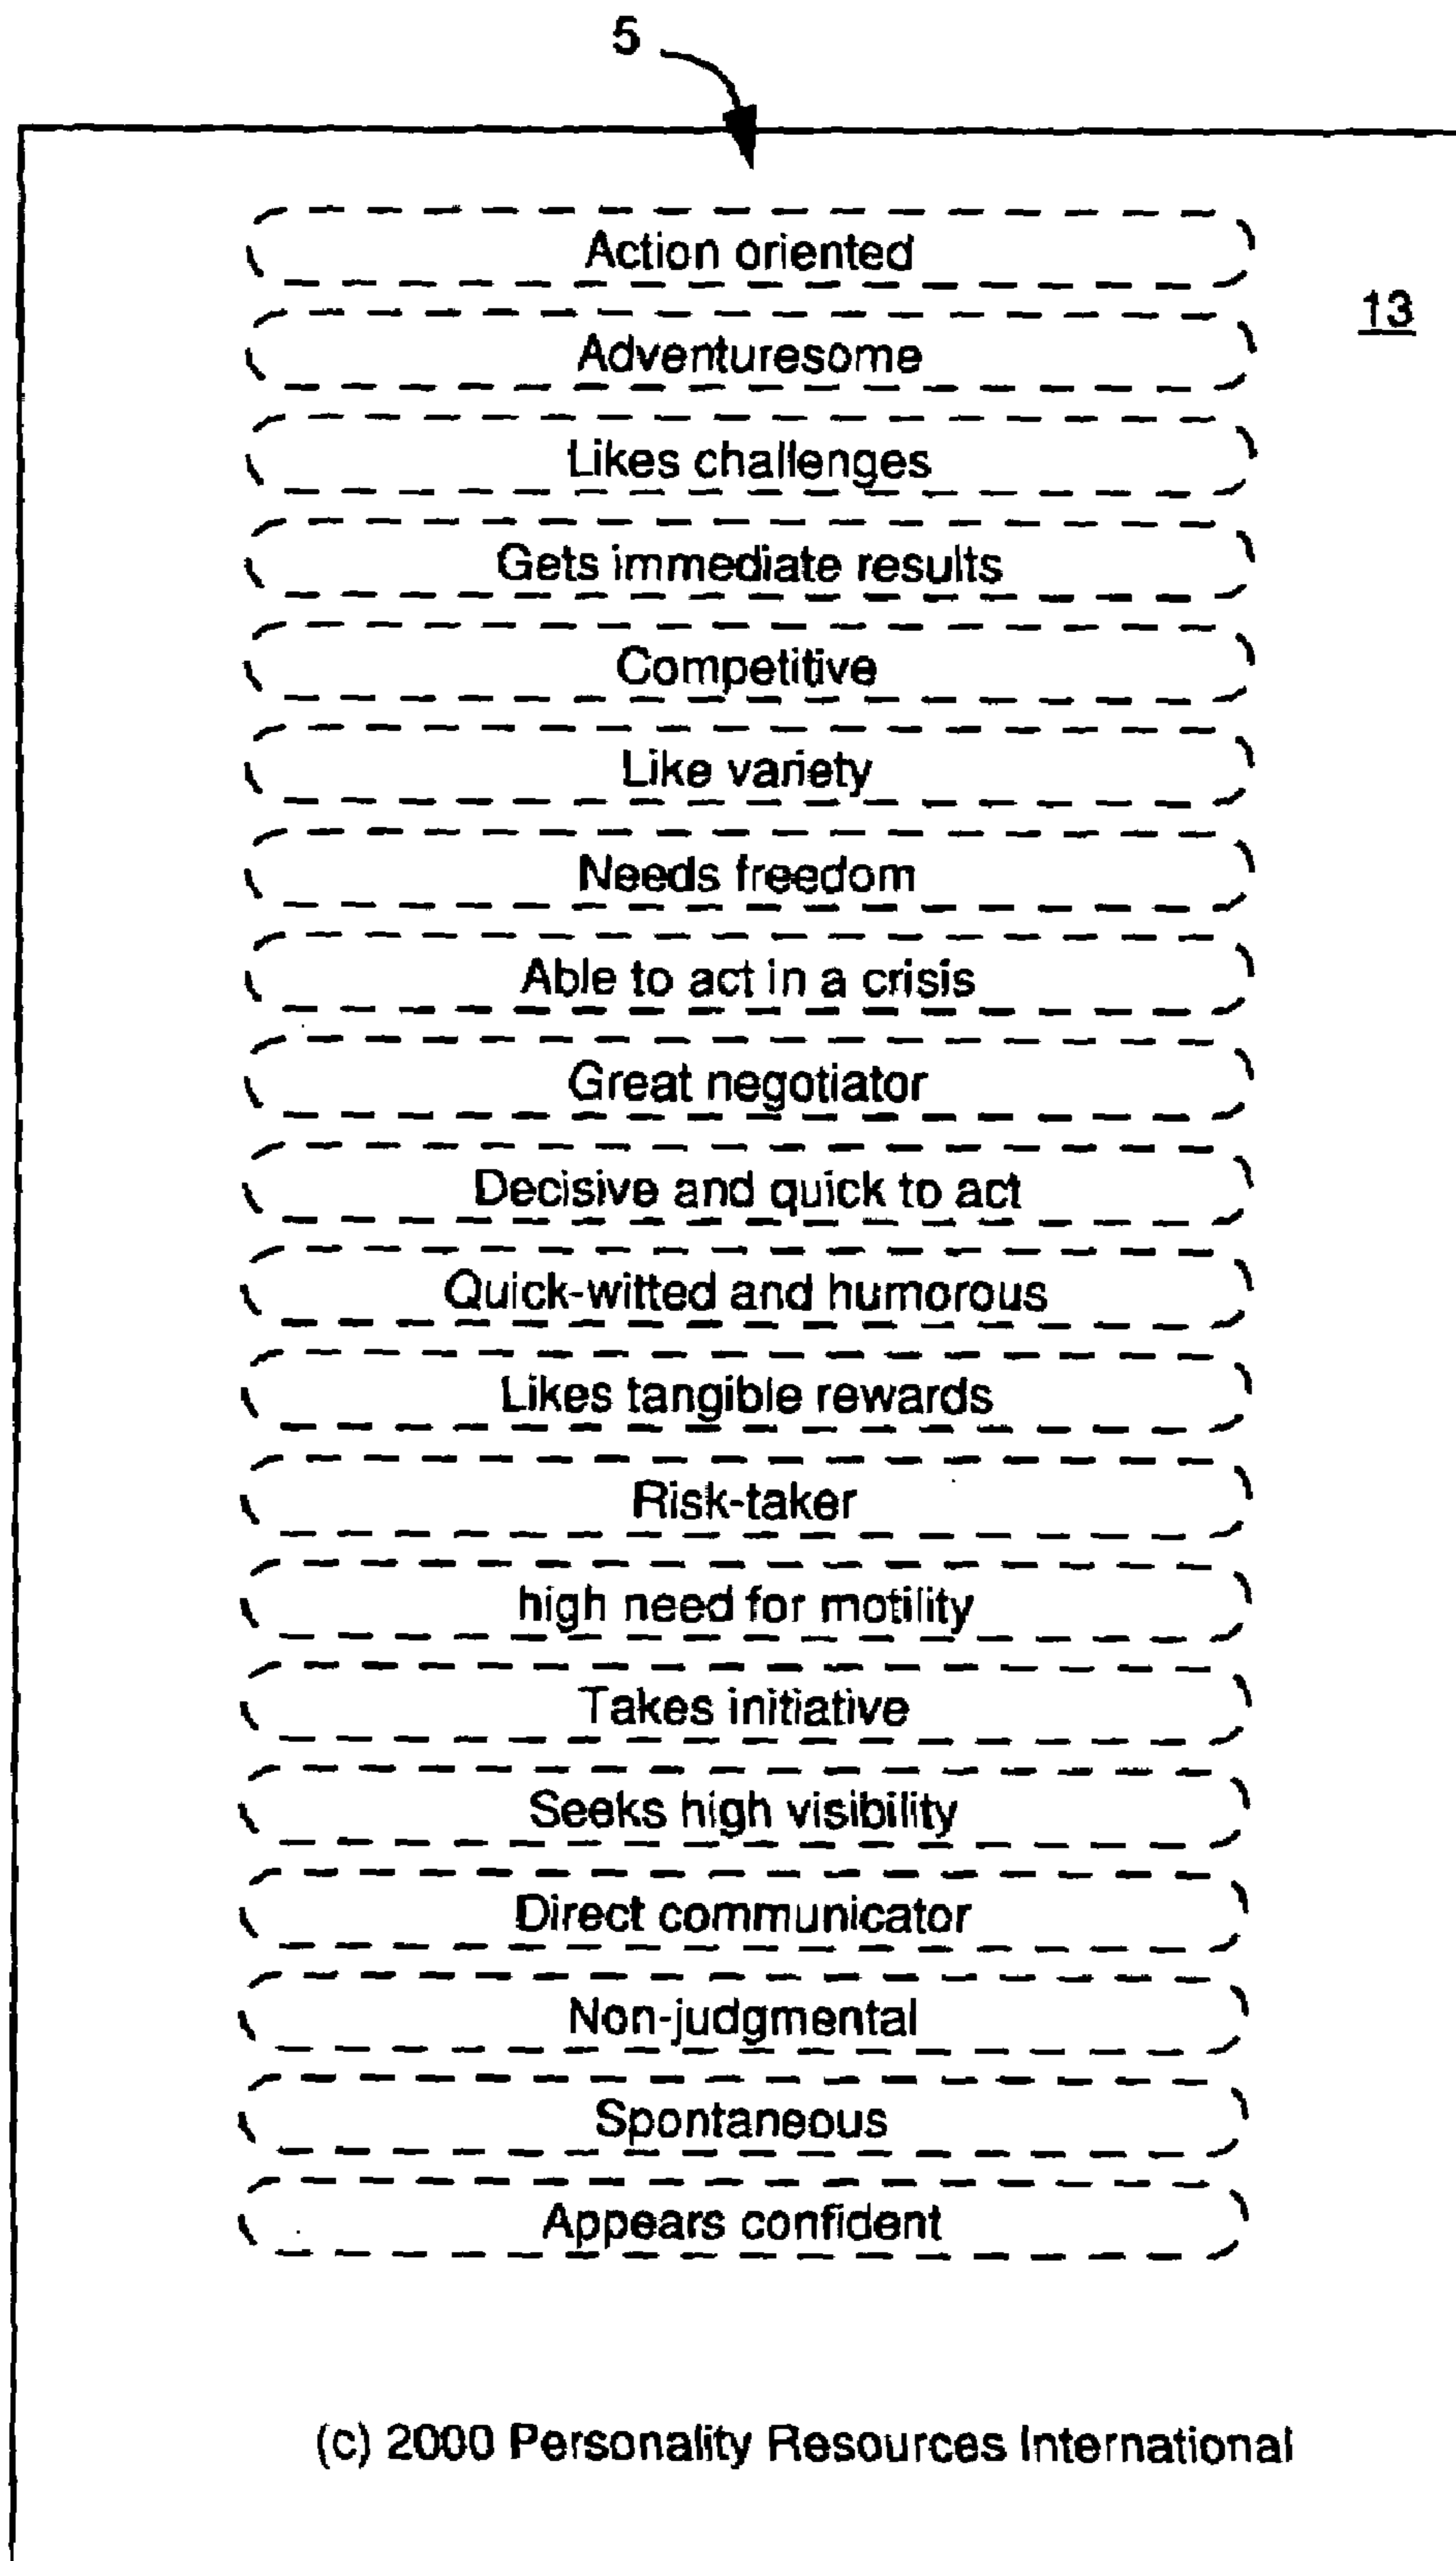 5
Action oriented
13
Adventuresome
Likes challenges
Gets immediate results
Competitive
Like variety
Needs freedom
Able to act in a crisis
Great negotiator
Decisive and quick to act
Quick-witted and humorous
Likes tangible rewards
Risk-taker
high need for motility
Takes initiative
Seeks high visibility
Direct communicator
Non-judgmental
Spontaneous
Appears confident
(c) 2000 Personality Resources International